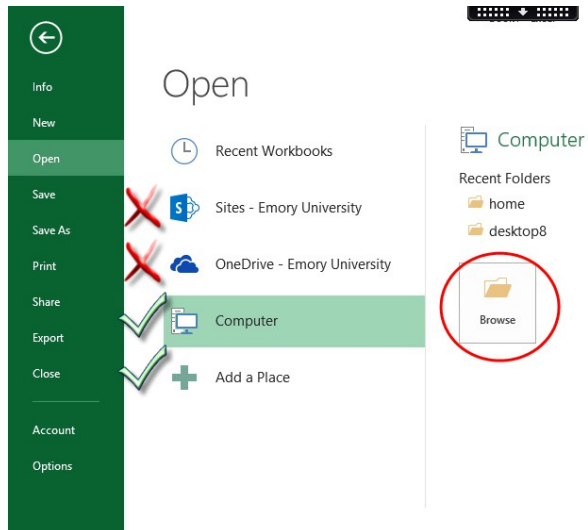 Info
New
Open
Save
Save As
Print
Share
Export
Close
Account
Options
Open
Recent Workbooks
S
Sites - Emory University
OneDrive - Emory University
Computer
Add a Place
Computer
Recent Folders
home
desktop8
Browse